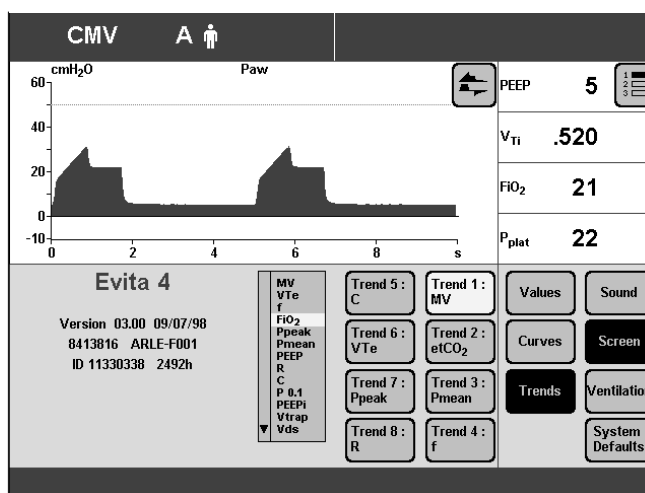 CMV A
cmH2O Paw
60
40
20
0
-10
0 2 4 6 8 s
PEEP 5
1
2
3
VTi .520
FiO2 21
Pplat 22
Evita 4
Version 03.00 09/07/98
8413816 ARLE-F001
ID 11330338 2492h
MV
VTe
f
FiO2
Ppeak
Pmean
PEEP
R
C
P 0.1
PEEPi
Vtrap
Vds
Trend 5 :
C
Trend 1 :
MV
Trend 6 :
VTe
Trend 2 :
etCO2
Trend 7 :
Ppeak
Trend 3 :
Pmean
Trend 8 :
R
Trend 4 :
f
Values
Sound
Curves
Screen
Trends
Ventilatio
System
Defaults